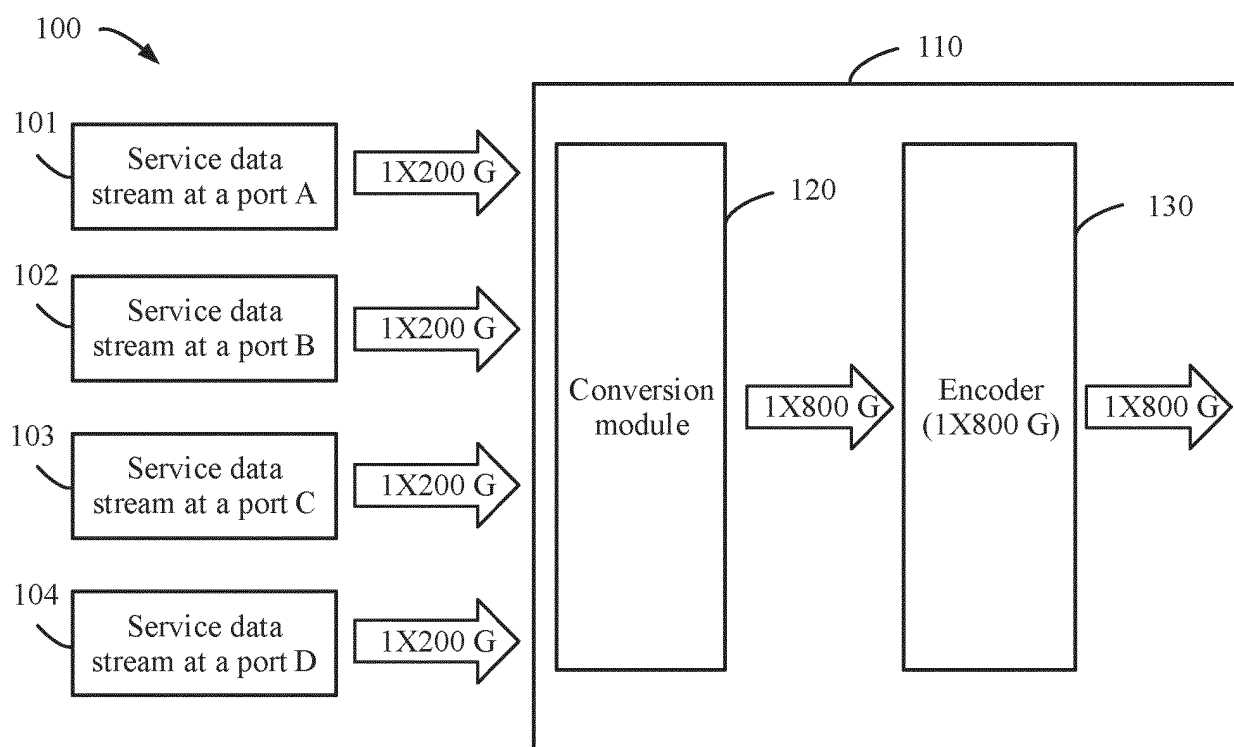 100
110
101
Service data
stream at a port A
1X200 G
120
130
102
Service data
stream at a port B
1X200 G
Conversion
module
1X800 G
Encoder
(1X800 G)
1X800 G
103
Service data
stream at a port C
1X200 G
104
Service data
stream at a port D
1X200 G